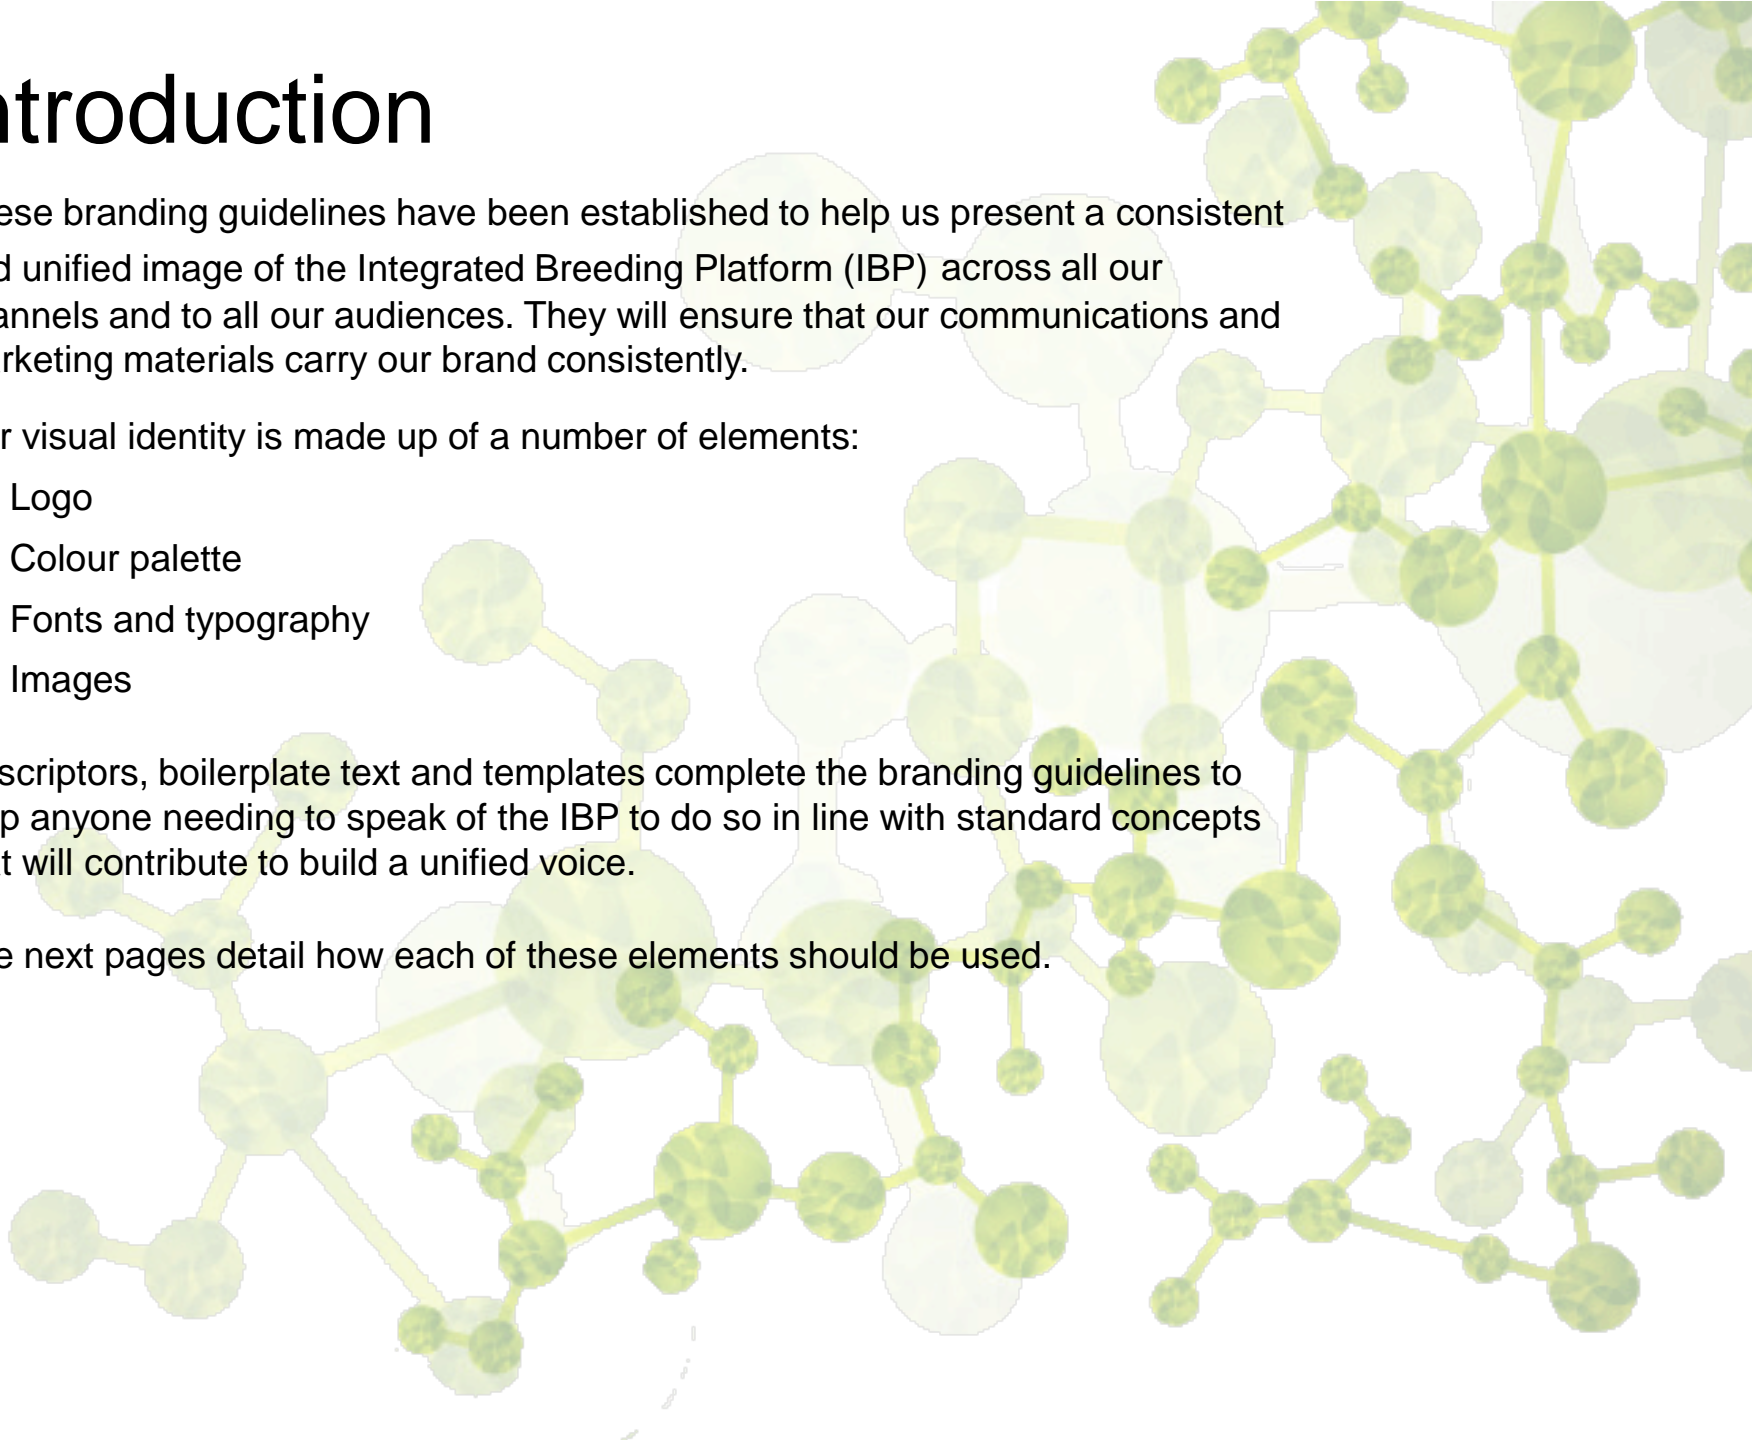 ntroduction
ese branding guidelines have been established to help us present a consistent
d unified image of the Integrated Breeding Platform (IBP) across all our
annels and to all our audiences. They will ensure that our communications and
rketing materials carry our brand consistently.
r visual identity is made up of a number of elements:
Logo
Colour palette
Fonts and typography
Images
scriptors, boilerplate text and templates complete the branding guidelines to
p anyone needing to speak of the IBP to do so in line with standard concepts
t will contribute to build a unified voice.
e next pages detail how each of these elements should be used.